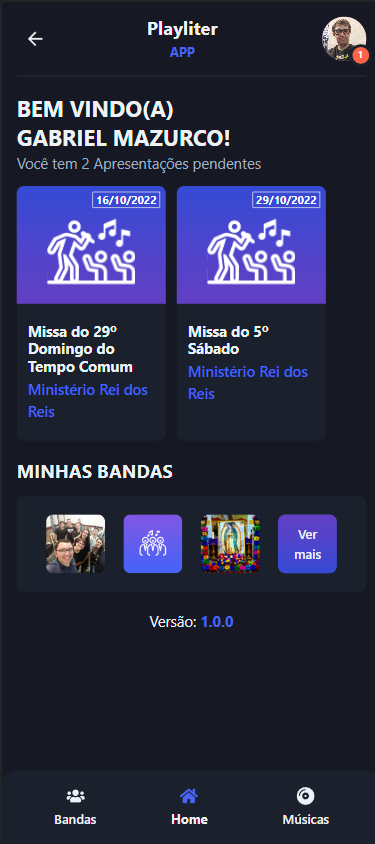 Playliter
APP
1
BEM VINDO(A)
GABRIEL MAZURCO!
Você tem 2 Apresentações pendentes
16/10/2022
29/10/2022
Missa do 29º
Domingo do
Tempo Comum
Ministério Rei dos
Reis
Missa do 5º
Sábado
Ministério Rei dos
Reis
MINHAS BANDAS
Ver
mais
Versão: 1.0.0
Bandas
Home
Músicas